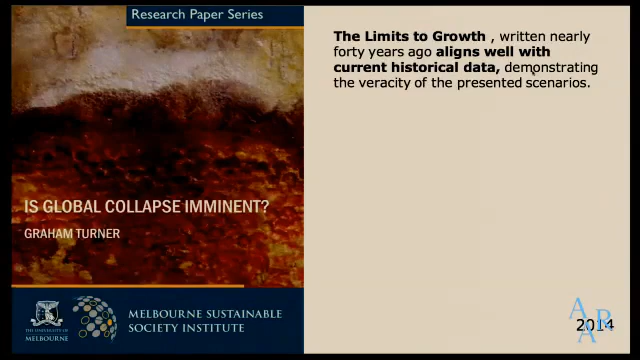 Research Paper Series
IS GLOBAL COLLAPSE IMMINENT?
GRAHAM TURNER
THE UNIVERSITY OF
MELBOURNE
MELBOURNE SUSTAINABLE
SOCIETY INSTITUTE
The Limits to Growth , written nearly
forty years ago aligns well with
current historical data, demonstrating
the veracity of the presented scenarios.
AAR
2014